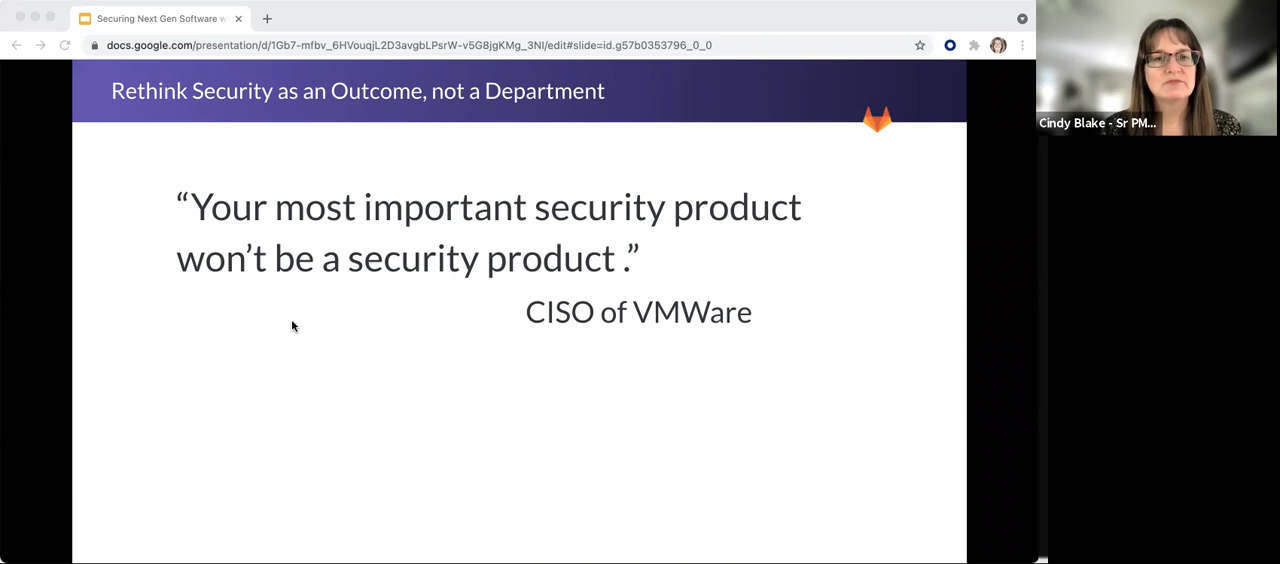 Securing Next Gen Software w
docs.google.com/presentation/d/1Gb7-mfbv_6HVouqjL2D3avgbLPsrW-v5G8jgKMg_3NI/edit#slide=id.g57b0353796_0_0
Cindy Blake - Sr PM...
Rethink Security as an Outcome, not a Department
“Your most important security product
won’t be a security product .”
CISO of VMWare